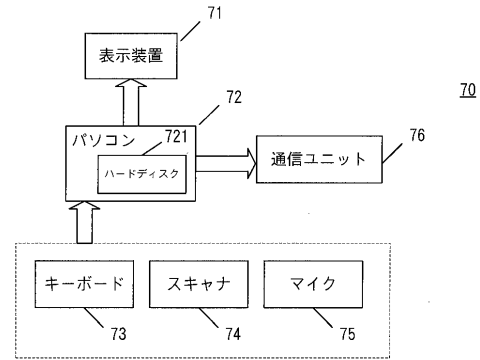 71
表示装置
70
72
パソコン
721
ハードディスク
通信ユニット
76
キーボード
スキャナ
マイク
73
74
75